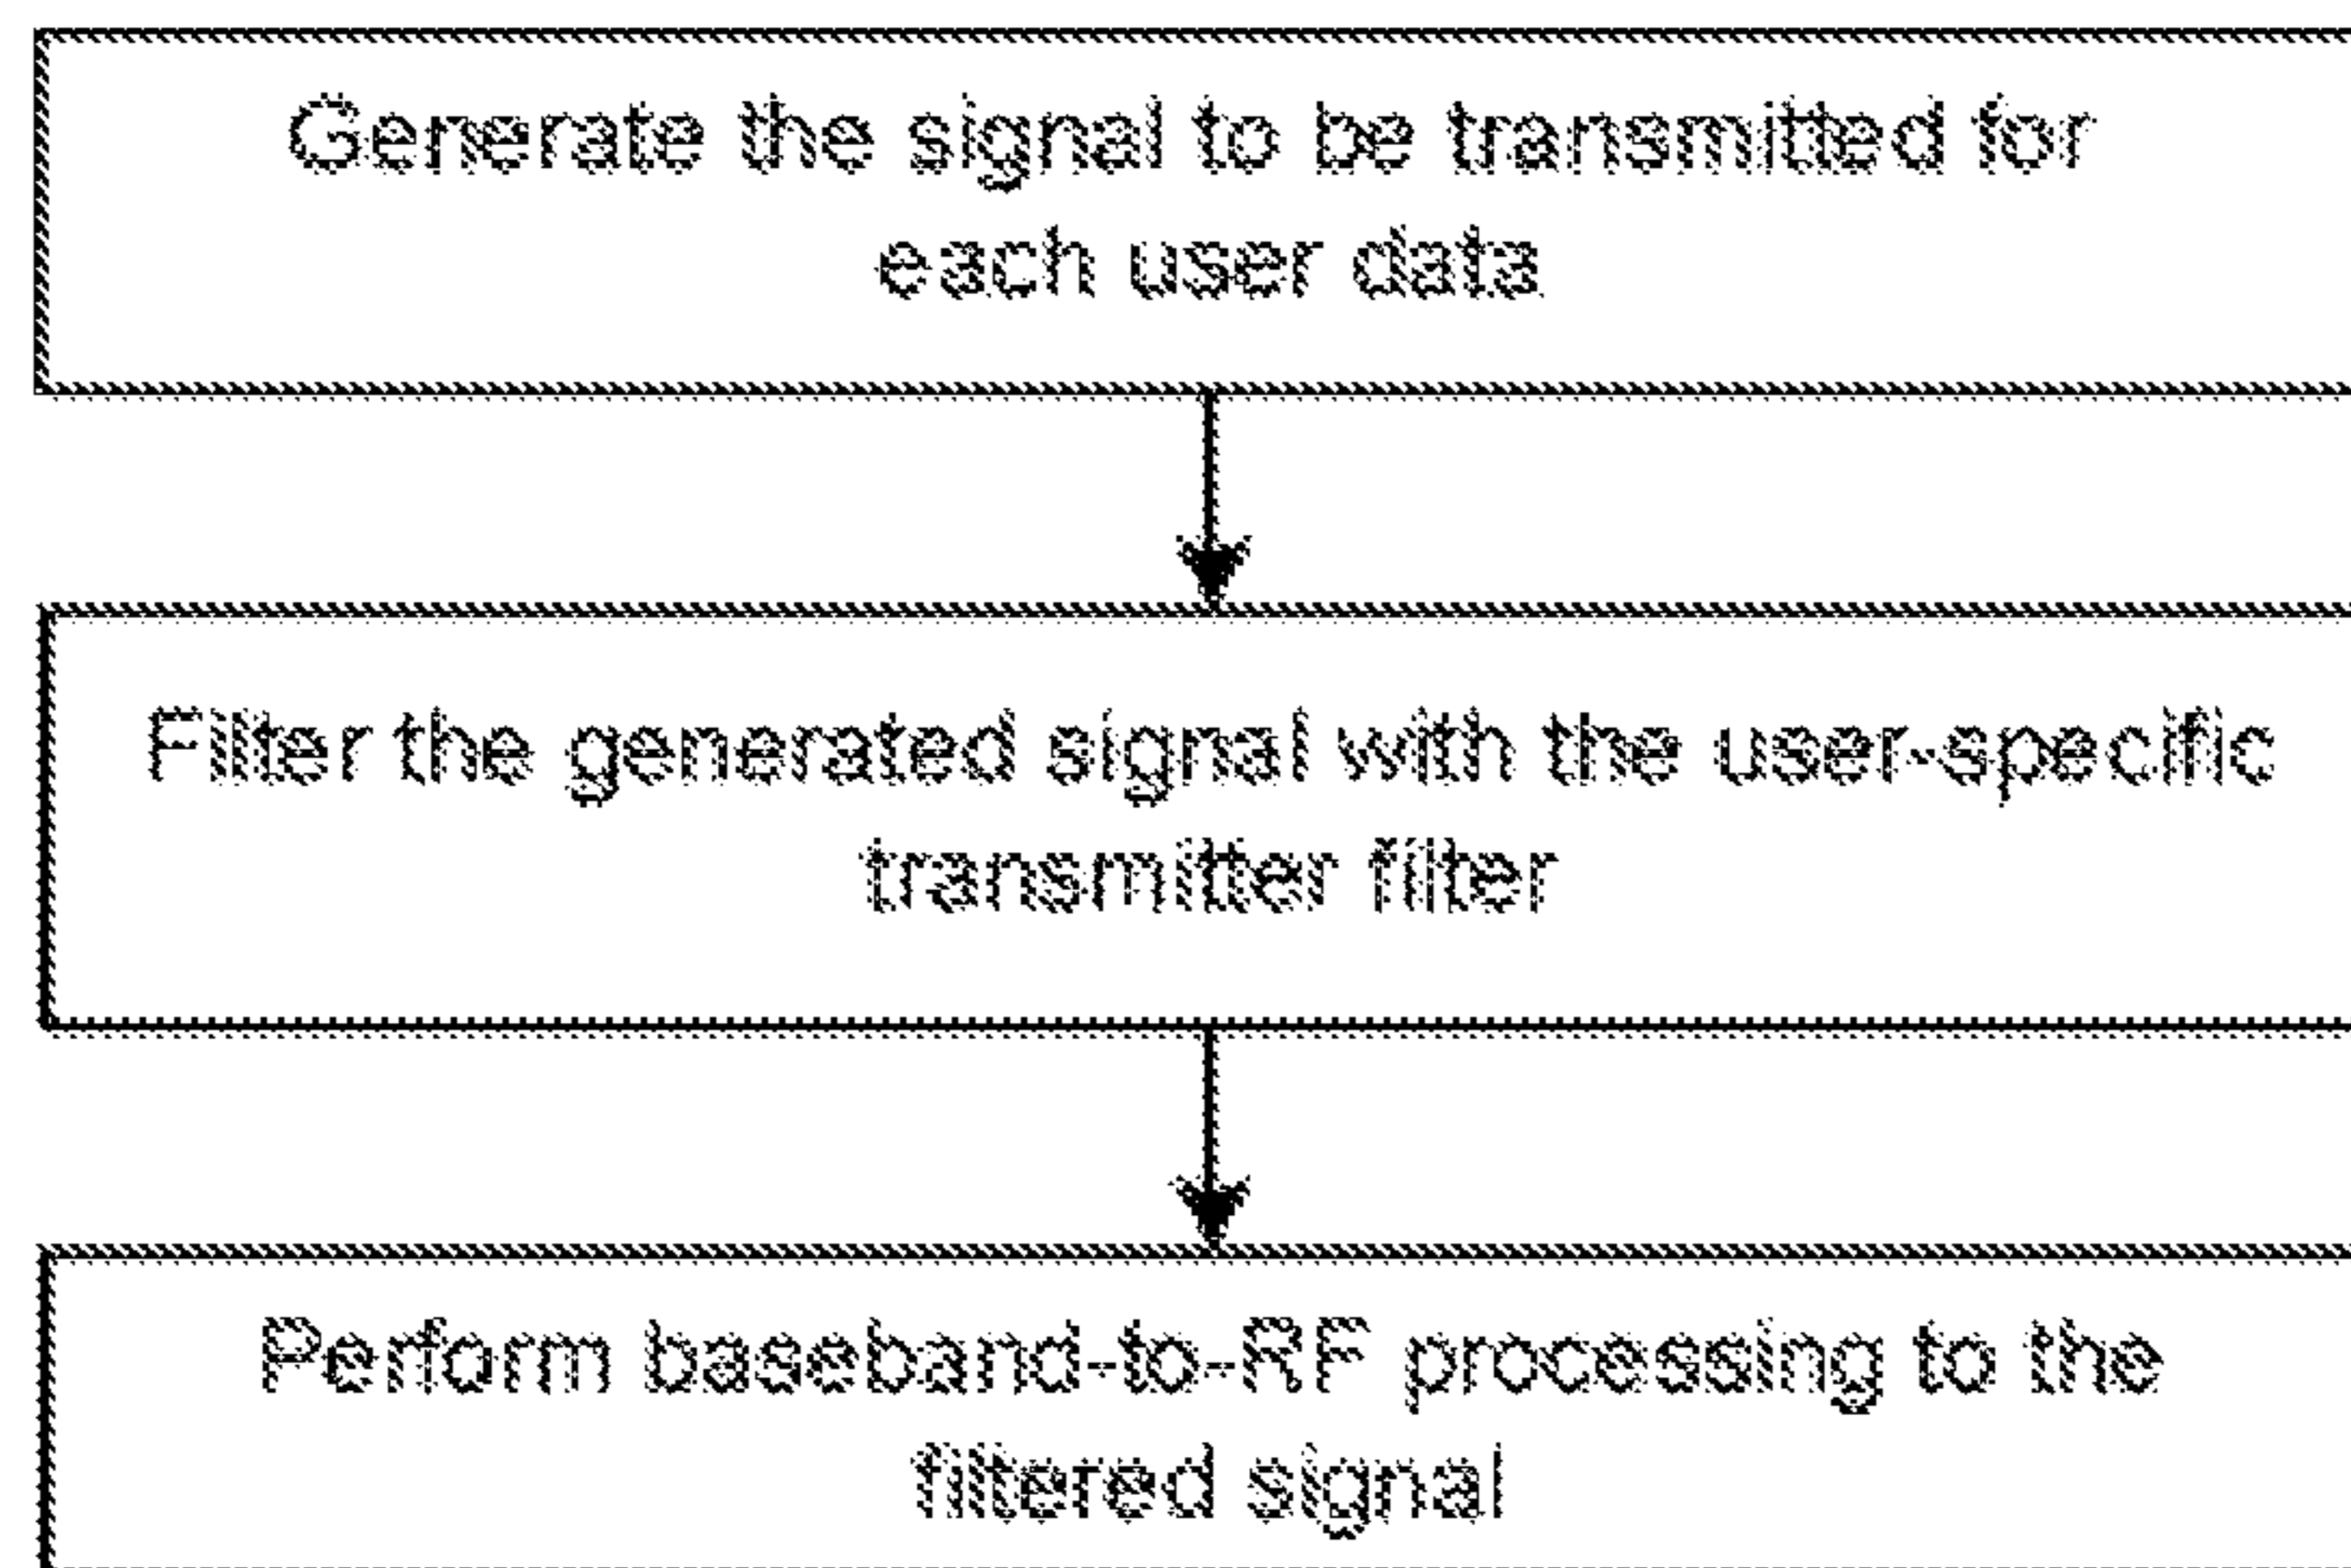 Generate the signal to be transmitted for
each user data
Filter the generated signal with the user-specific
transmitter filter
Perform baseband-to-RF processing to the
filtered signal